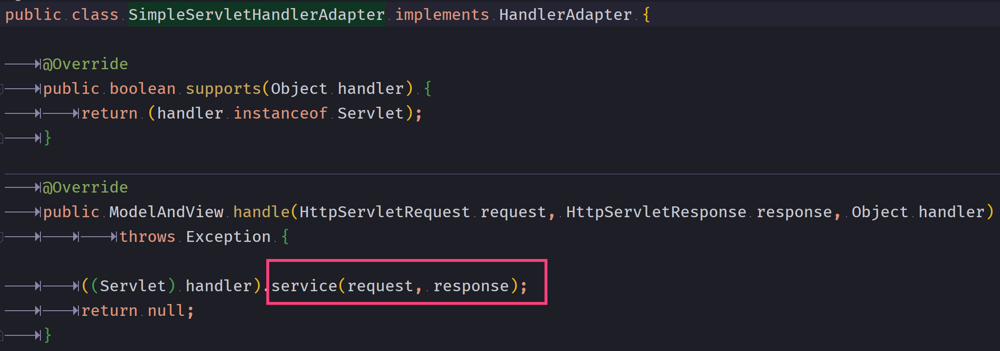 public class SimpleServletHandlerAdapter implements HandlerAdapter {
@Override
public boolean supports(Object handler) {
return (handler instanceof Servlet);
}
@Override
public ModelAndView handle(HttpServletRequest request, HttpServletResponse response, Object handler)
throws Exception {
((Servlet) handler).service(request, response);
return null;
}